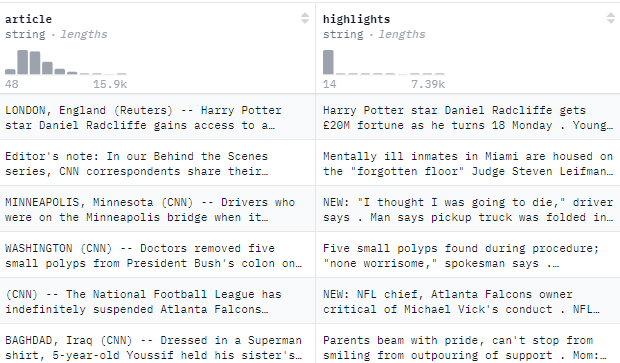 article
highlights
string · lengths
string · lengths
48
15.9k
14
7.39k
LONDON, England (Reuters) -- Harry Potter
star Daniel Radcliffe gains access to a…
Harry Potter star Daniel Radcliffe gets
£20M fortune as he turns 18 Monday . Young…
Editor's note: In our Behind the Scenes
series, CNN correspondents share their…
Mentally ill inmates in Miami are housed on
the "forgotten floor" Judge Steven Leifman…
MINNEAPOLIS, Minnesota (CNN) -- Drivers who
were on the Minneapolis bridge when it…
NEW: "I thought I was going to die," driver
says . Man says pickup truck was folded in…
WASHINGTON (CNN) -- Doctors removed five
small polyps from President Bush's colon on…
Five small polyps found during procedure;
"none worrisome," spokesman says .…
(CNN) -- The National Football League has
indefinitely suspended Atlanta Falcons…
NEW: NFL chief, Atlanta Falcons owner
critical of Michael Vick's conduct . NFL…
BAGHDAD, Iraq (CNN) -- Dressed in a Superman
shirt, 5-year-old Youssif held his sister's…
Parents beam with pride, can't stop from
smiling from outpouring of support . Mom:…